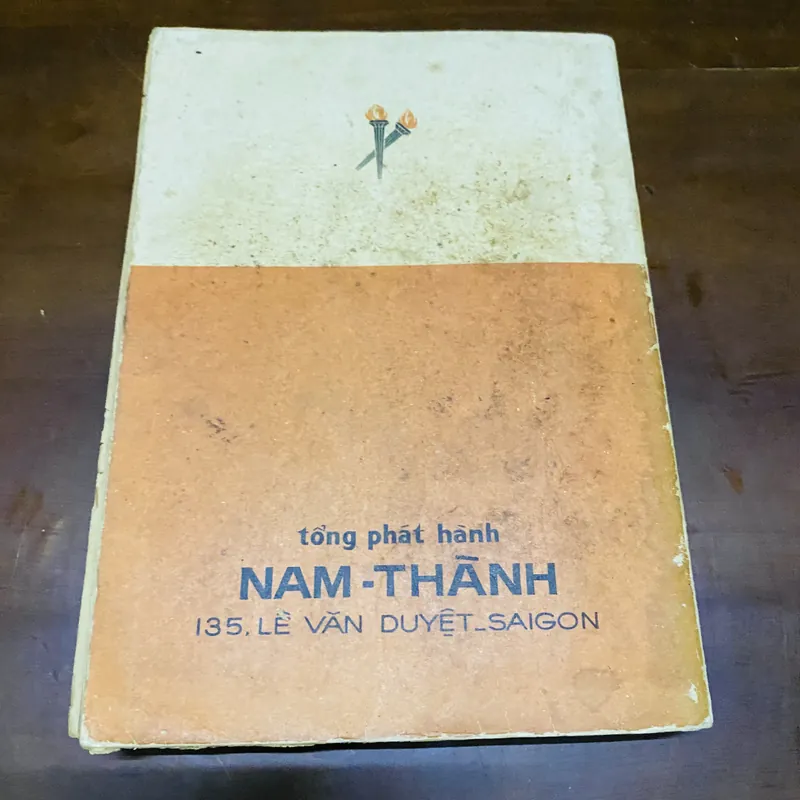 tổng phát hành
NAM-THÀNH
135, LÊ VĂN DUYỆT_SAIGON